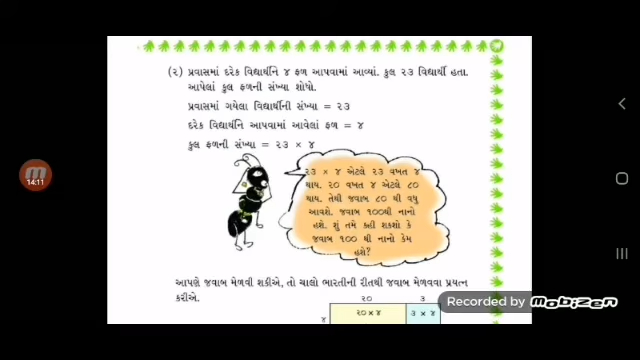 (૨) પ્રવાસમાં દરેક વિદ્યાર્થીને ૪ ફળ આપવામાં આવ્યાં. કુલ ૨૩ વિદ્યાર્થી હતા.
આપેલાં કુલ ફળની સંખ્યા શોધો.
પ્રવાસમાં ગયેલા વિદ્યાર્થીની સંખ્યા = ૨૩
દરેક વિદ્યાર્થીને આપવામાં આવેલાં ફળ = ૪
કુલ ફળની સંખ્યા = ૨૩ × ૪
૨૩ × ૪ એટલે ૨૩ વખત ૪
થાય. ૨૦ વખત ૪ એટલે ૮૦
થાય. તેથી જવાબ ૮૦ થી વધુ
આવશે. જવાબ ૧૦૦થી નાનો
હશે. શું તમે કહી શકશો કે
જવાબ ૧૦૦ થી નાનો કેમ
હશે?
14:11
આપણે જવાબ મેળવી શકીએ, તો ચાલો ભારતીની રીતથી જવાબ મેળવવા પ્રયત્ન
કરીએ.
૨૦ ૩
૪ ૨૦ × ૪ ૩ × ૪
Recorded by Mobizen